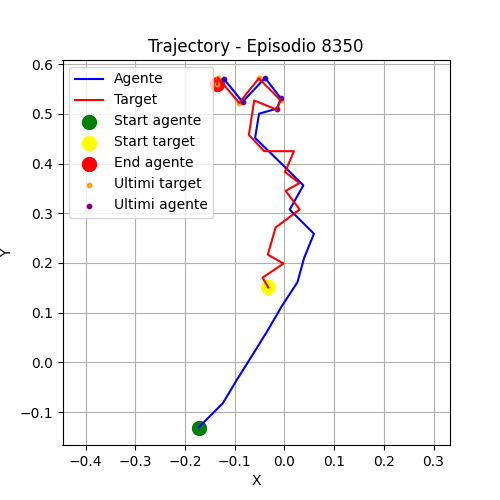 Trajectory - Episodio 8350
Agente
Target
Start agente
Start target
End agente
Ultimi target
Ultimi agente
0.6
0.5
0.4
0.3
0.2
0.1
0.0
−0.1
Y
−0.4 −0.3 −0.2 −0.1 0.0 0.1 0.2 0.3
X